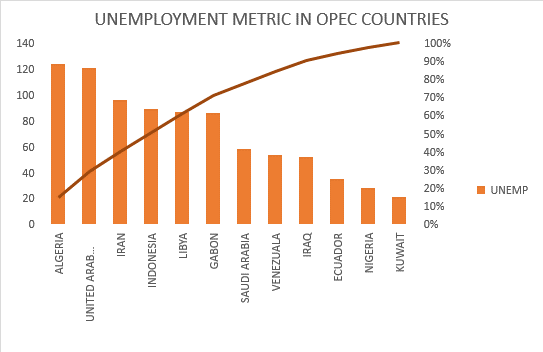 UNEMPLOYMENT METRIC IN OPEC COUNTRIES
140
120
100
80
60
40
20
0
100%
90%
80%
70%
60%
50%
40%
30%
20%
10%
0%
ALGERIA
UNITED ARAB...
IRAN
INDONESIA
LIBYA
GABON
SAUDI ARABIA
VENEZUALA
IRAQ
ECUADOR
NIGERIA
KUWAIT
UNEMP